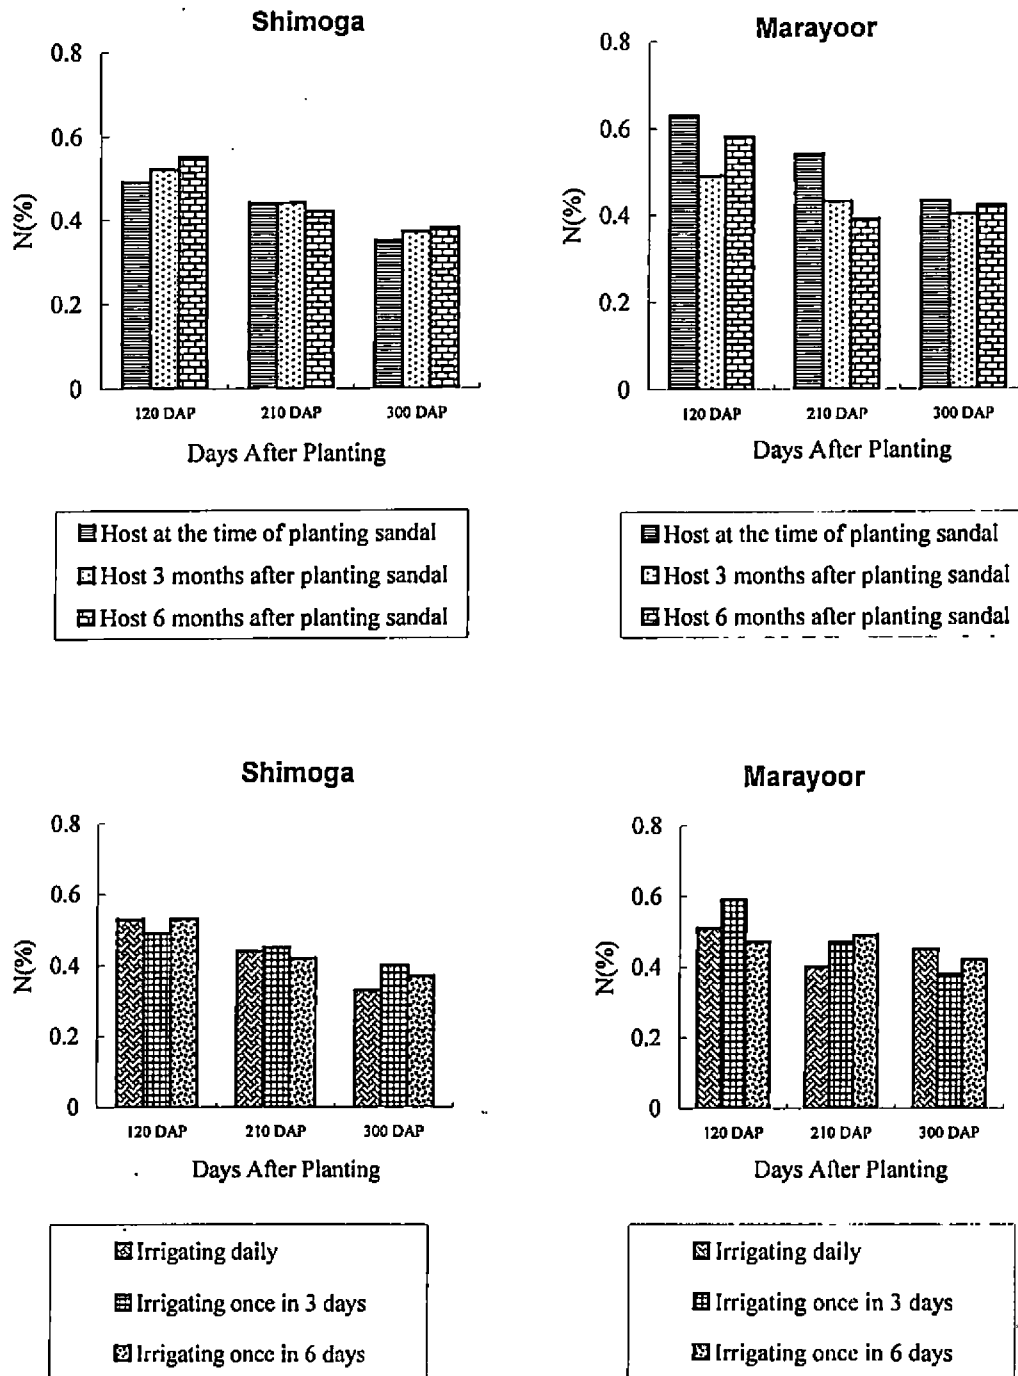 Shimoga
0.8
0.6
0.4
0.2
0
N(%)
120 DAP 210 DAP 300 DAP
Days After Planting
Host at the time of planting sandal
Host 3 months after planting sandal
Host 6 months after planting sandal
Marayoor
0.8
0.6
0.4
0.2
0
N(%)
120 DAP 210 DAP 300 DAP
Days After Planting
Host at the time of planting sandal
Host 3 months after planting sandal
Host 6 months after planting sandal
Shimoga
0.8
0.6
0.4
0.2
0
N(%)
120 DAP 210 DAP 300 DAP
Days After Planting
Irrigating daily
Irrigating once in 3 days
Irrigating once in 6 days
Marayoor
0.8
0.6
0.4
0.2
0
N(%)
120 DAP 210 DAP 300 DAP
Days After Planting
Irrigating daily
Irrigating once in 3 days
Irrigating once in 6 days